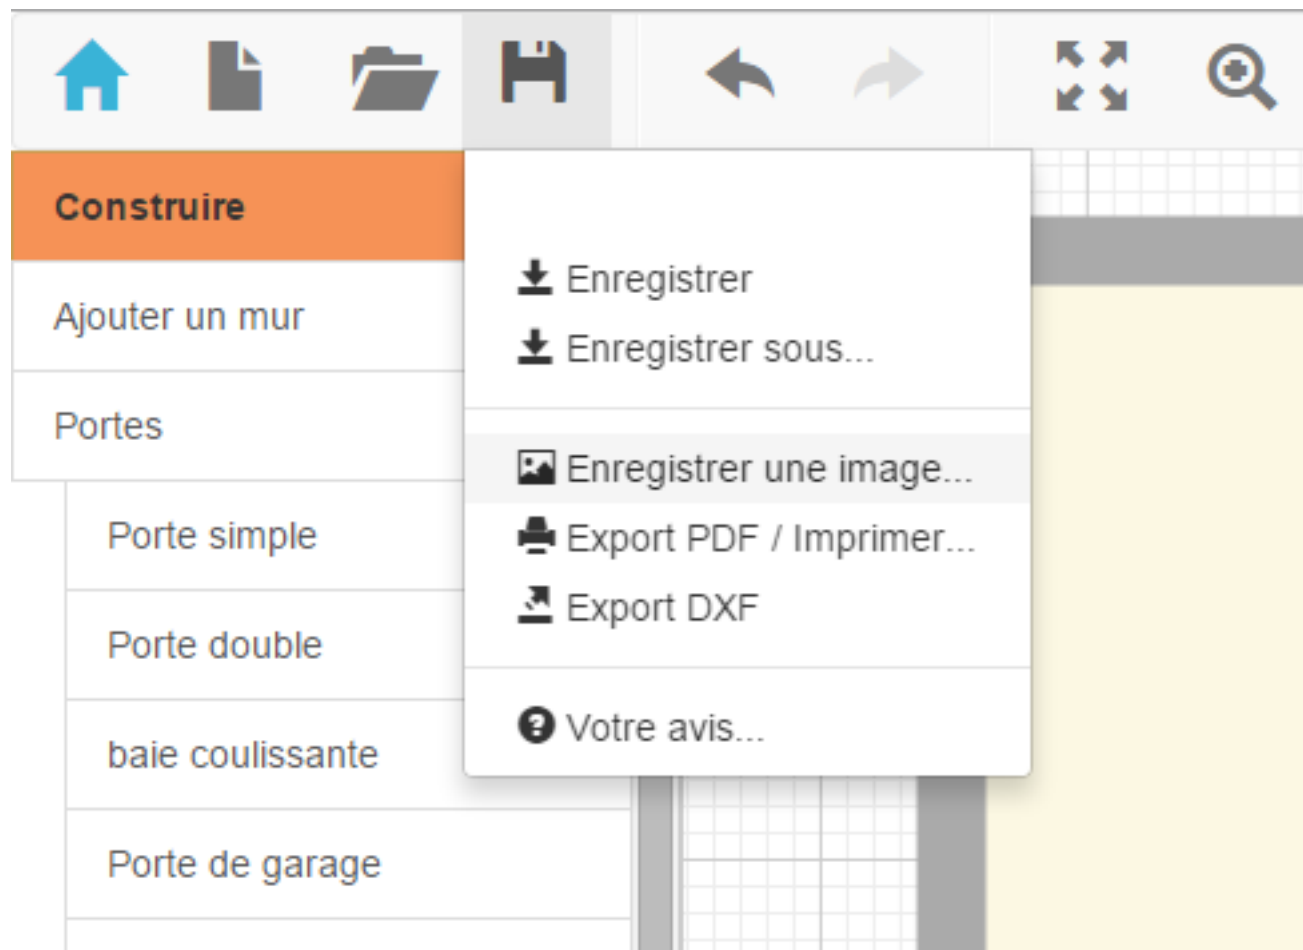 Construire
Ajouter un mur
Portes
Porte simple
Porte double
baie coulissante
Porte de garage
Enregistrer
Enregistrer sous...
Enregistrer une image...
Export PDF / Imprimer...
Export DXF
Votre avis...